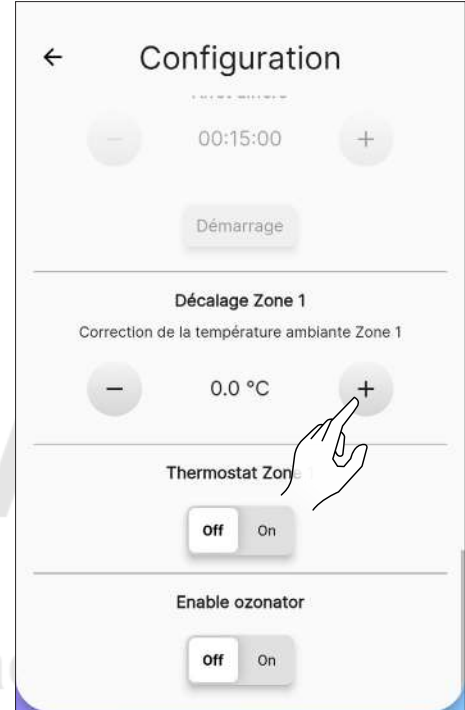 ← Configuration
− 00:15:00 +
Démarrage
Décalage Zone 1
Correction de la température ambiante Zone 1
− 0.0 °C +
Thermostat Zone
Off On
Enable ozonator
Off On